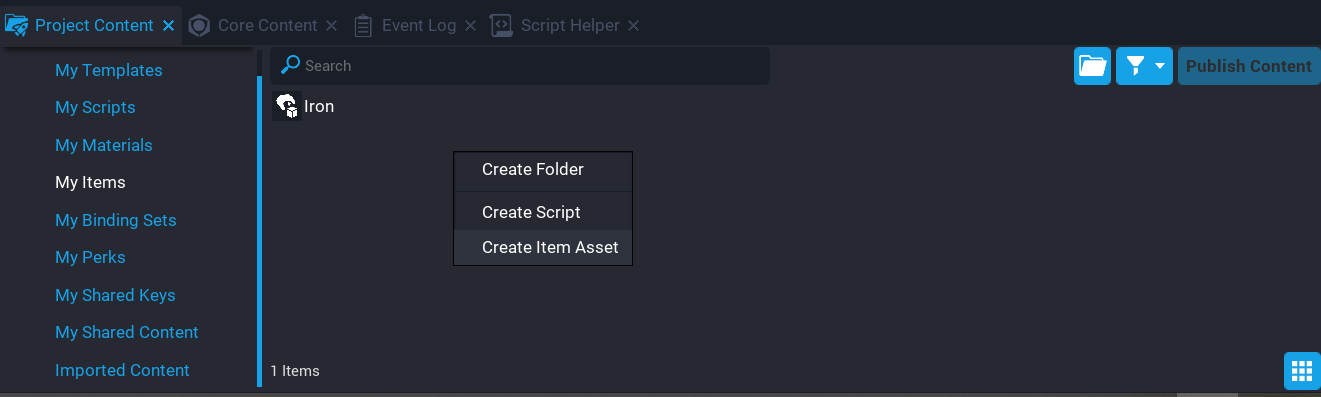 Project Content Core Content Event Log Script Helper
My Templates
My Scripts
My Materials
My Items
My Binding Sets
My Perks
My Shared Keys
My Shared Content
Imported Content
Search
Publish Content
Iron
Create Folder
Create Script
Create Item Asset
1 Items